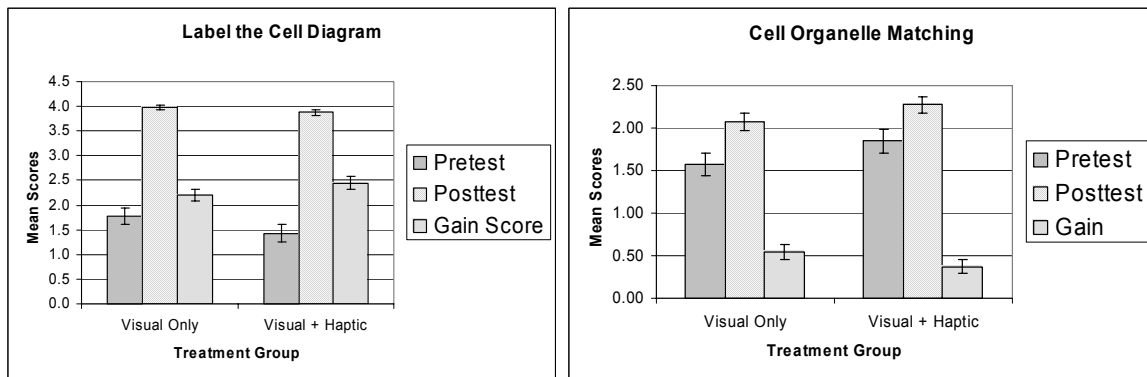 Label the Cell Diagram
4.5
4.0
3.5
3.0
2.5
2.0
1.5
1.0
0.5
0.0
Mean Scores
Visual Only
Visual + Haptic
Treatment Group
Pretest
Posttest
Gain Score
Cell Organelle Matching
2.50
2.00
1.50
1.00
0.50
0.00
Mean Scores
Visual Only
Visual + Haptic
Treatment Group
Pretest
Posttest
Gain